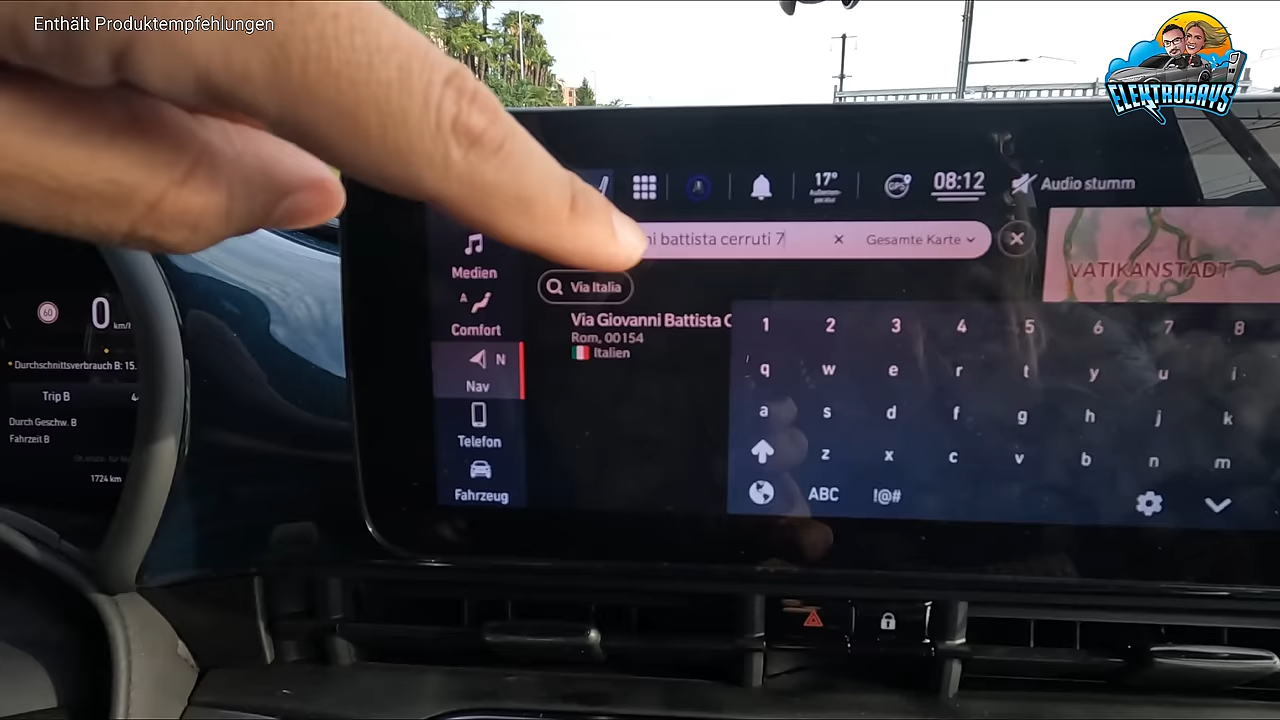 Enthält Produktempfehlungen
ELEKTROBAYS
17°
GPS
08:12
Audio stumm
ni battista cerruti 7
Gesamte Karte
Medien
Via Italia
VATIKANSTADT
A
Comfort
Via Giovanni Battista C
Rom, 00154
Italien
N
Nav
Telefon
Fahrzeug
1 2 3 4 5 6 7 8
q w e r t y u i
a s d f g h j k
z x c v b n m
ABC !@#
60
0 km/h
Durchschnittsverbrauch B: 15.
Trip B
Durch Geschw. B
Fahrzeit B
1724 km